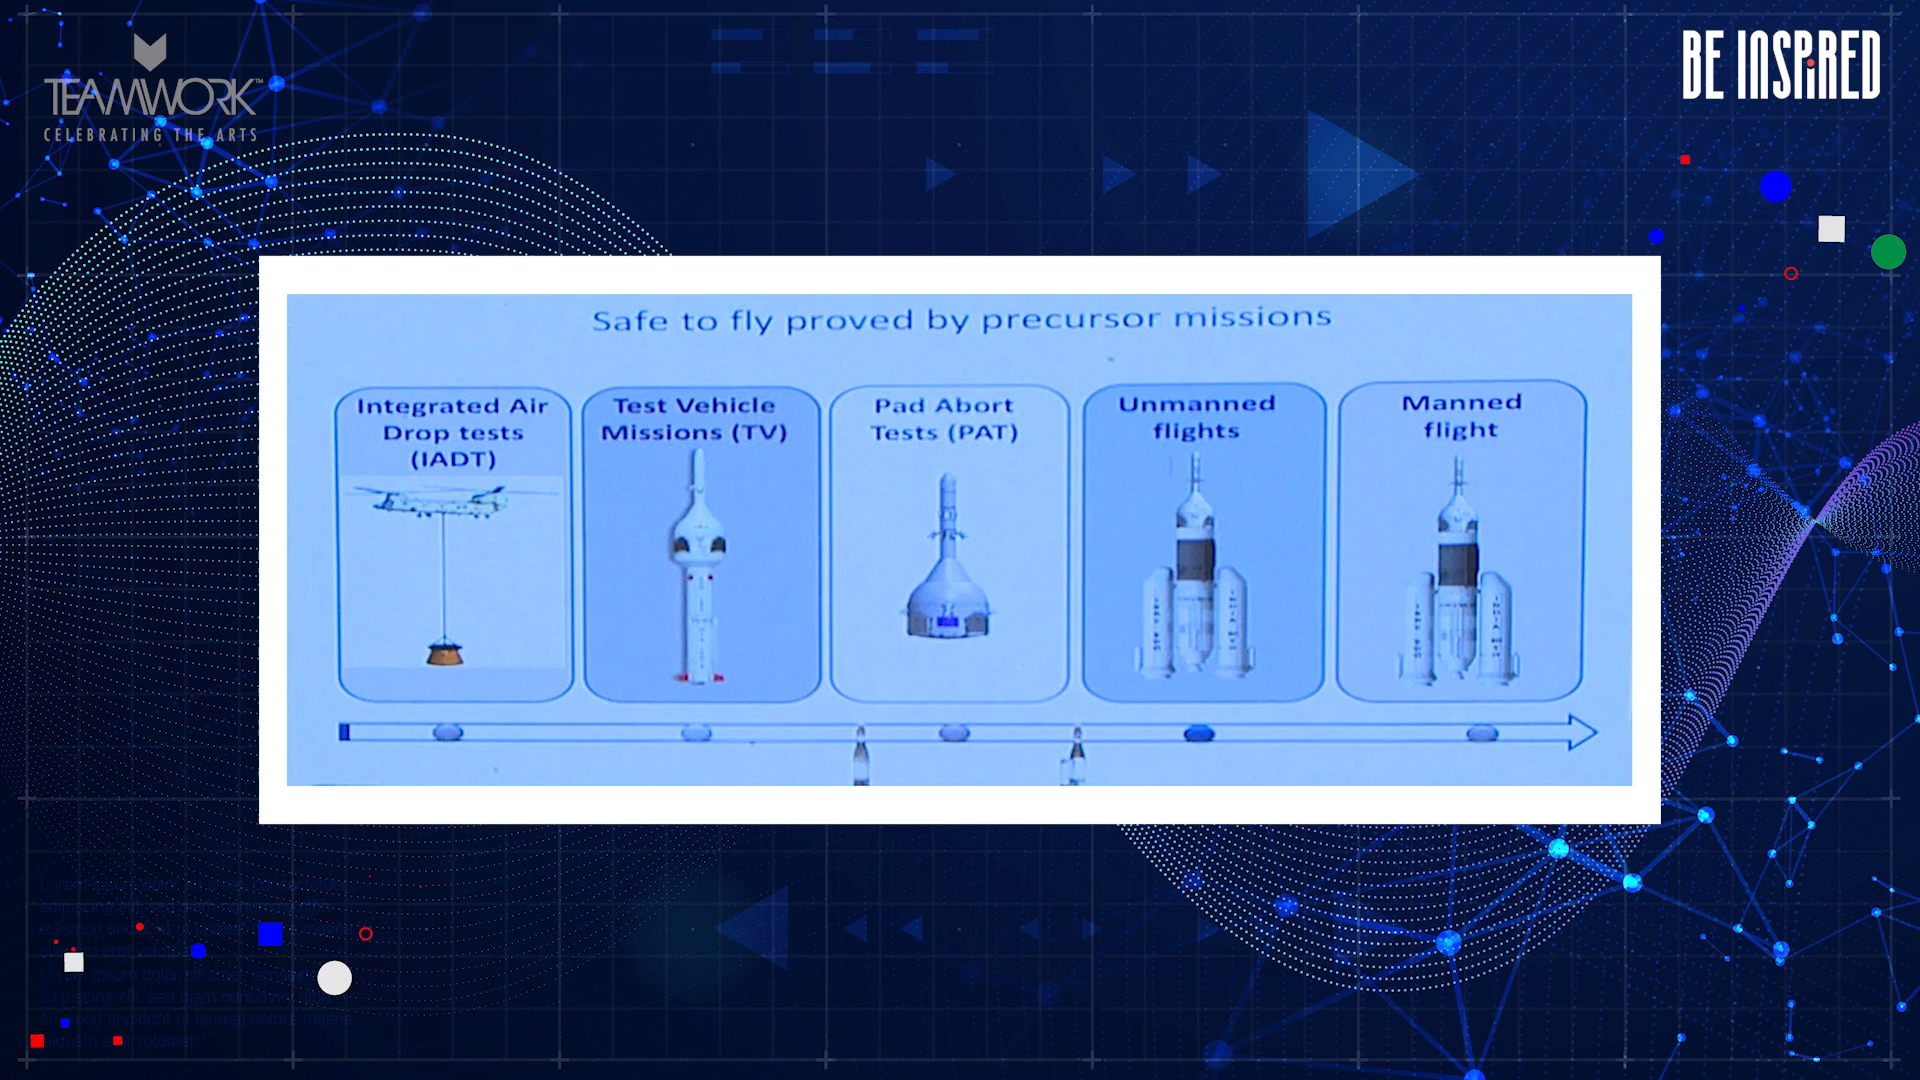 TEAMWORK™
CELEBRATING THE ARTS
BE INSPIRED
Safe to fly proved by precursor missions
Integrated Air
Drop tests
(IADT)
Test Vehicle
Missions (TV)
Pad Abort
Tests (PAT)
Unmanned
flights
Manned
flight